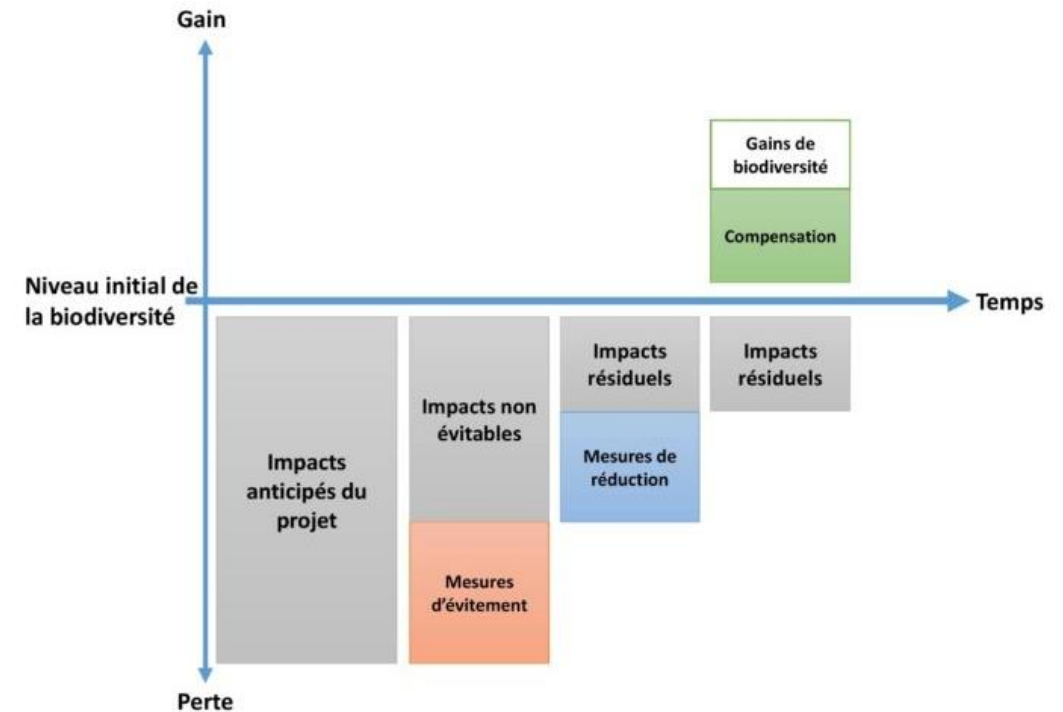 Gain
Gains de
biodiversité
Compensation
Niveau initial de
la biodiversité
Temps
Impacts
anticipés du
projet
Impacts non
évitables
Mesures
d'évitement
Impacts
résiduels
Mesures de
réduction
Impacts
résiduels
Perte